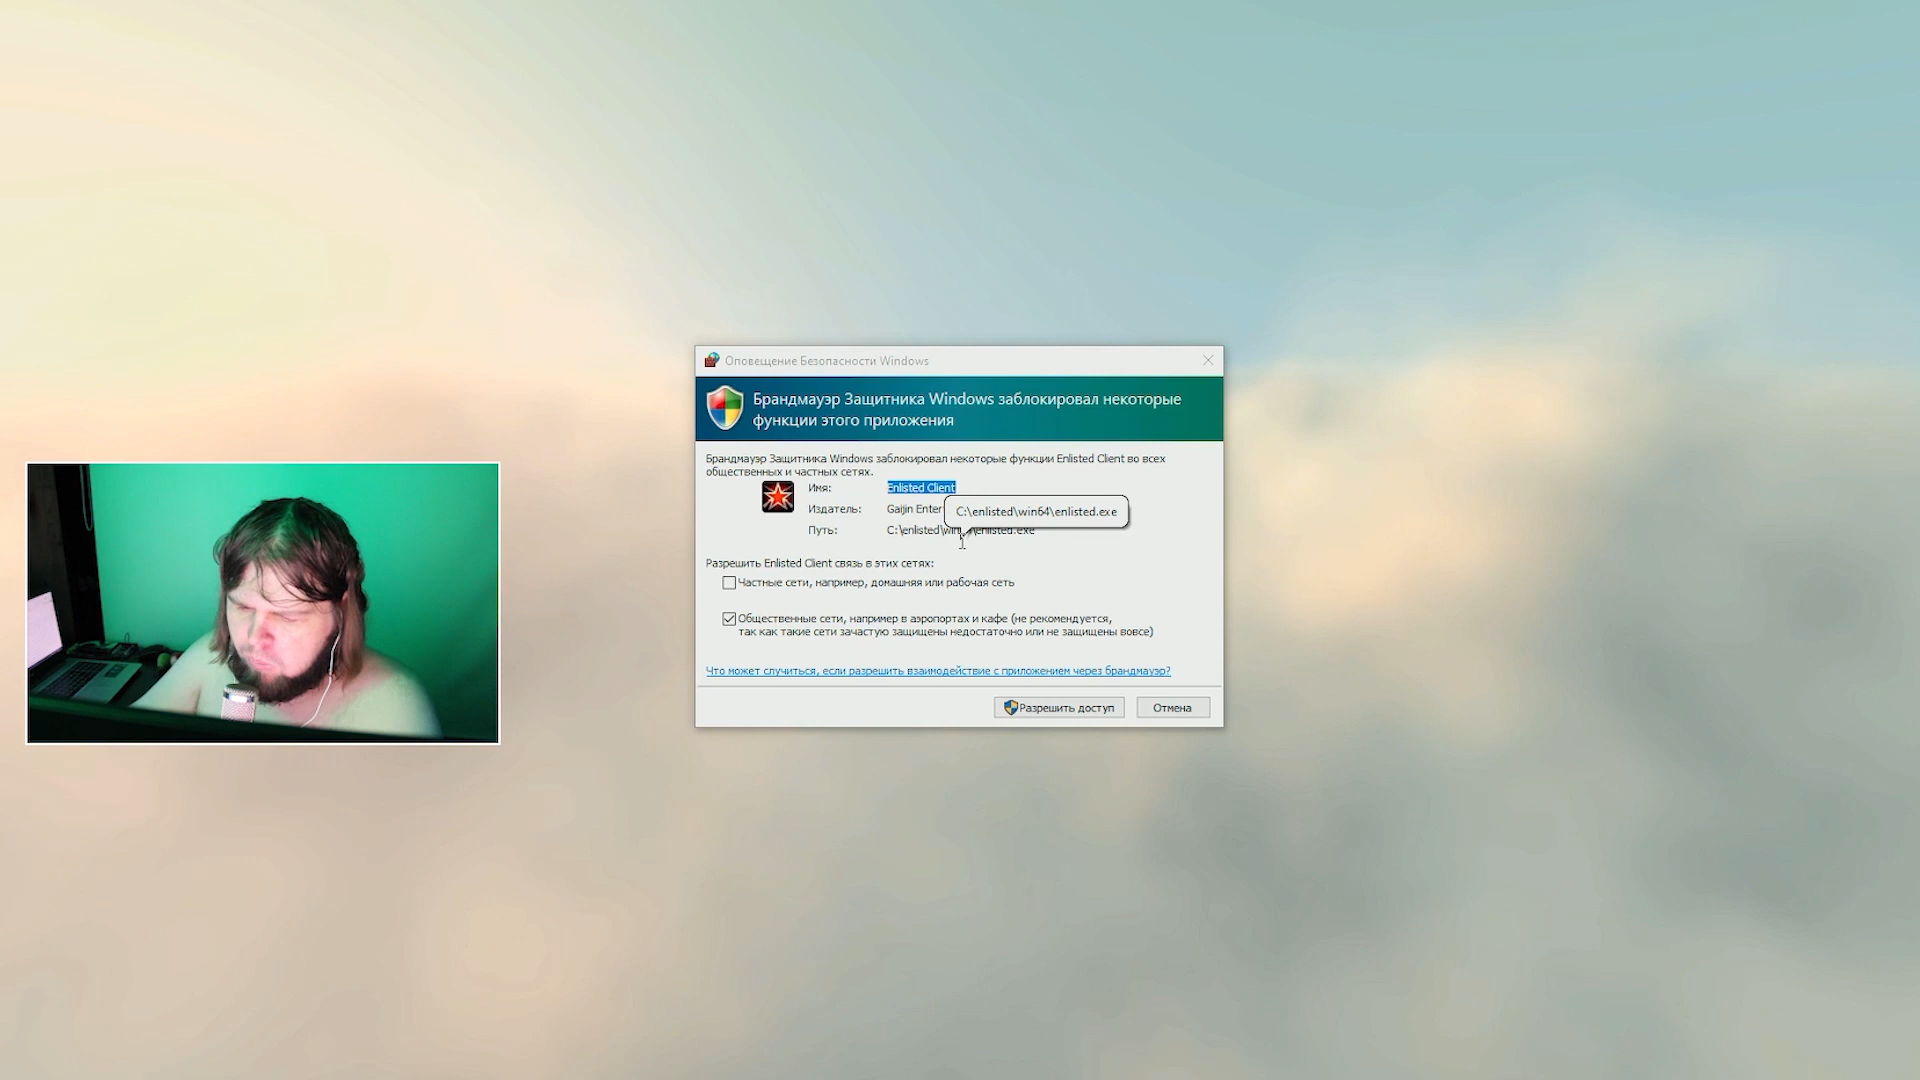 Оповещение Безопасности Windows
Брандмауэр Защитника Windows заблокировал некоторые
функции этого приложения
Брандмауэр Защитника Windows заблокировал некоторые функции Enlisted Client во всех
общественных и частных сетях.
Имя: Enlisted Client
Издатель: Gaijin Enter
C:\enlisted\win64\enlisted.exe
Путь: C:\enlisted\win /enlisted.exe
Разрешить Enlisted Client связь в этих сетях:
Частные сети, например, домашняя или рабочая сеть
Общественные сети, например в аэропортах и кафе (не рекомендуется,
так как такие сети зачастую защищены недостаточно или не защищены вовсе)
Что может случиться, если разрешить взаимодействие с приложением через брандмауэр?
Разрешить доступ
Отмена